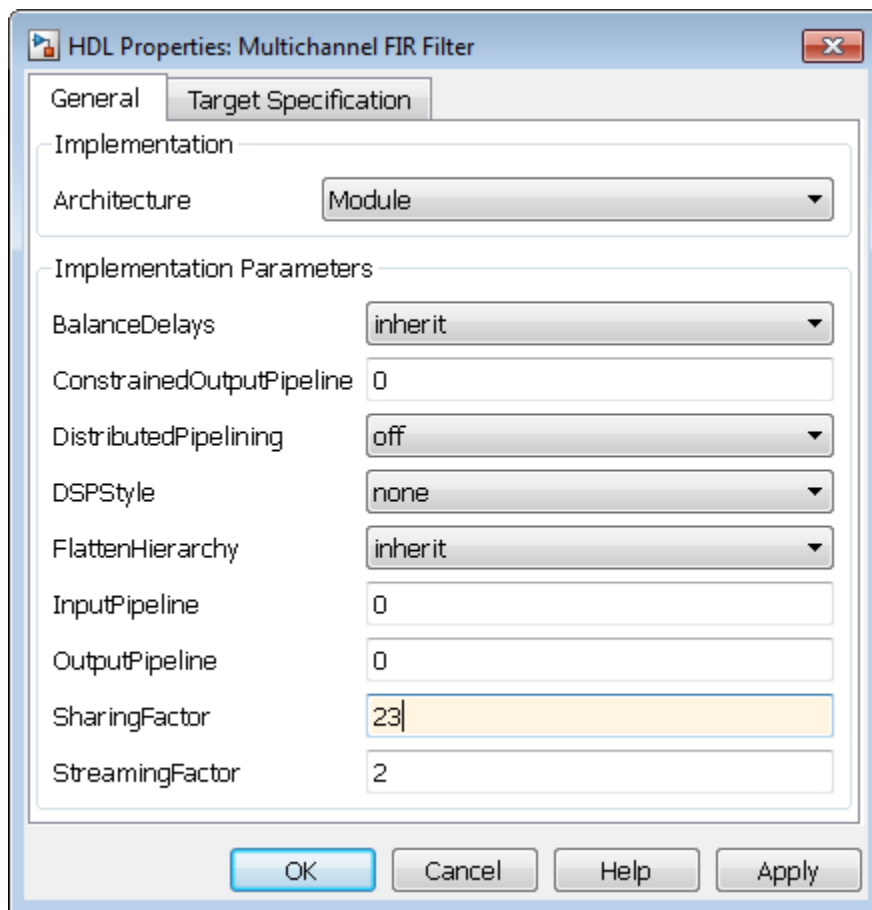 HDL Properties: Multichannel FIR Filter
General Target Specification
Implementation
Architecture Module
Implementation Parameters
BalanceDelays inherit
ConstrainedOutputPipeline 0
DistributedPipelining off
DSPStyle none
FlattenHierarchy inherit
InputPipeline 0
OutputPipeline 0
SharingFactor 23
StreamingFactor 2
OK Cancel Help Apply